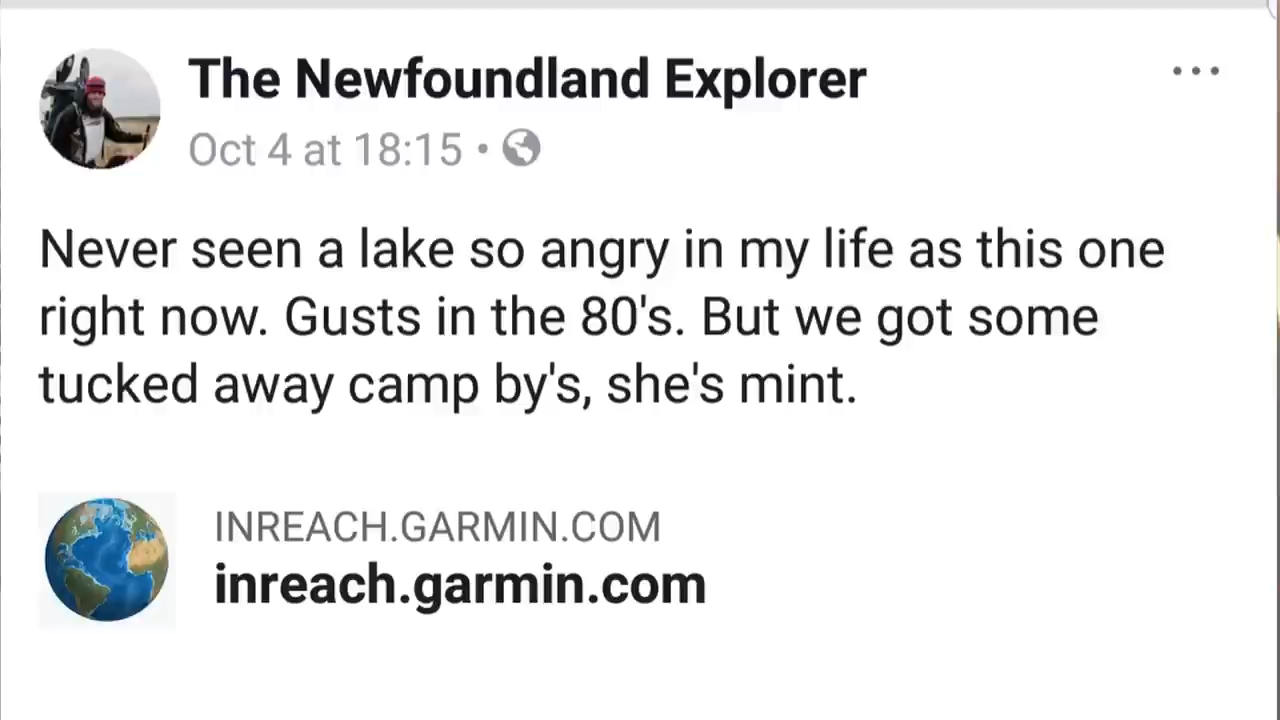 The Newfoundland Explorer
Oct 4 at 18:15 •
Never seen a lake so angry in my life as this one
right now. Gusts in the 80's. But we got some
tucked away camp by's, she's mint.
INREACH.GARMIN.COM
inreach.garmin.com